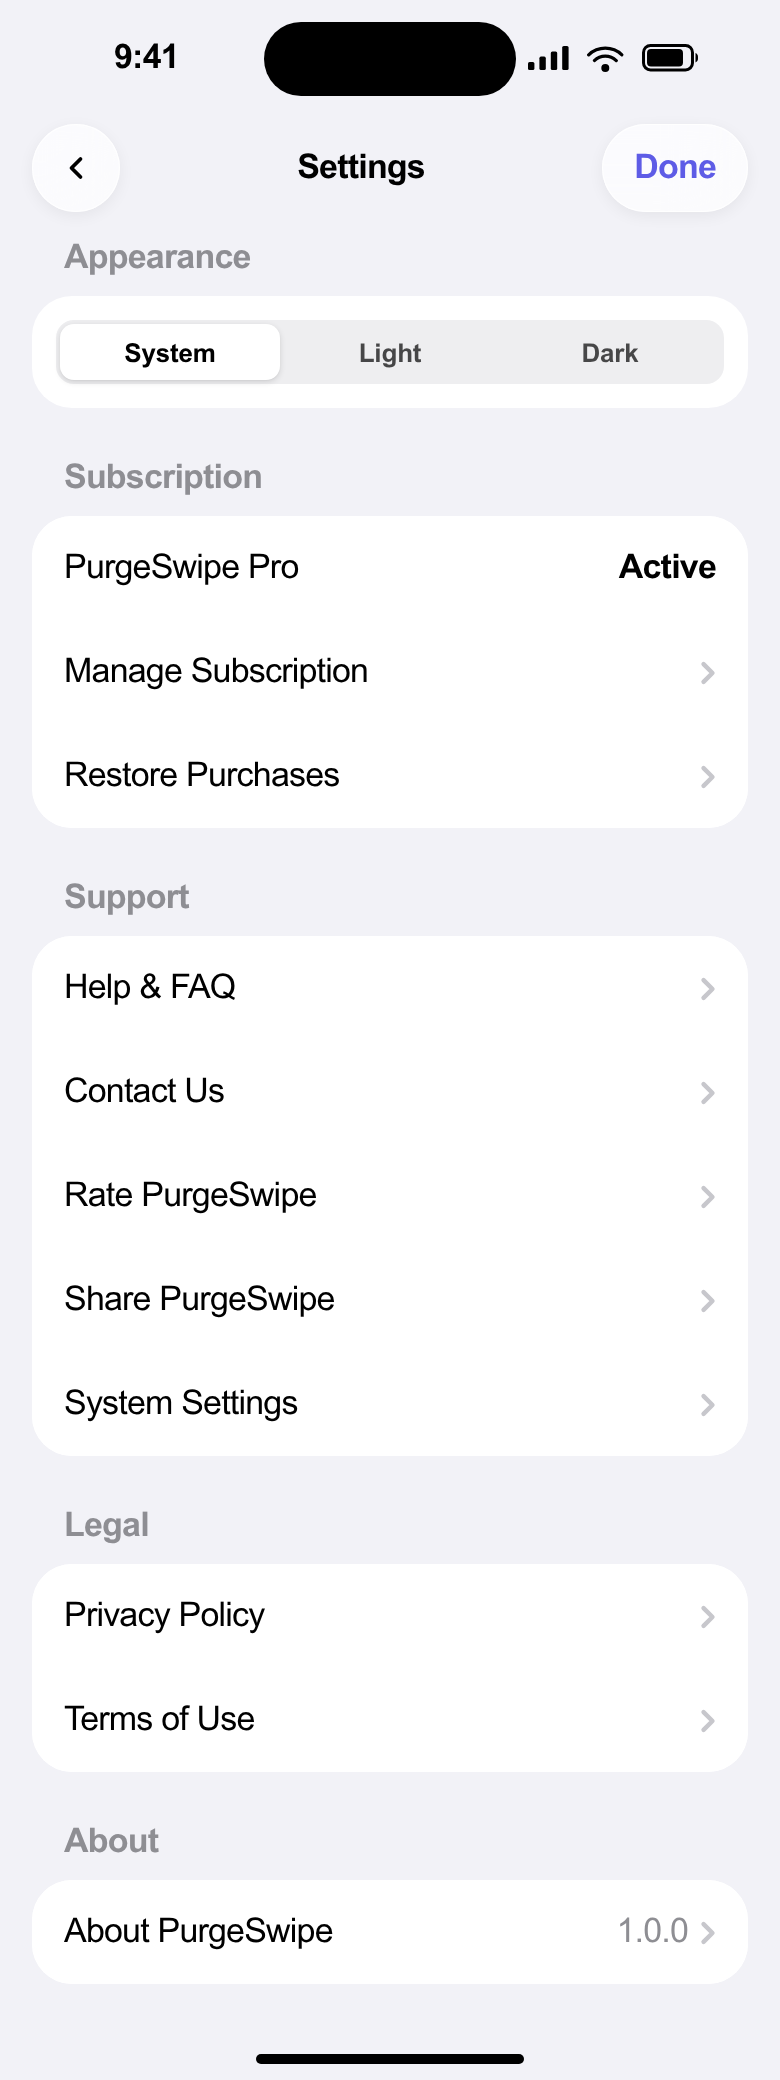 9:41
Settings
Done
Appearance
System
Light
Dark
Subscription
PurgeSwipe Pro
Active
Manage Subscription
Restore Purchases
Support
Help & FAQ
Contact Us
Rate PurgeSwipe
Share PurgeSwipe
System Settings
Legal
Privacy Policy
Terms of Use
About
About PurgeSwipe
1.0.0